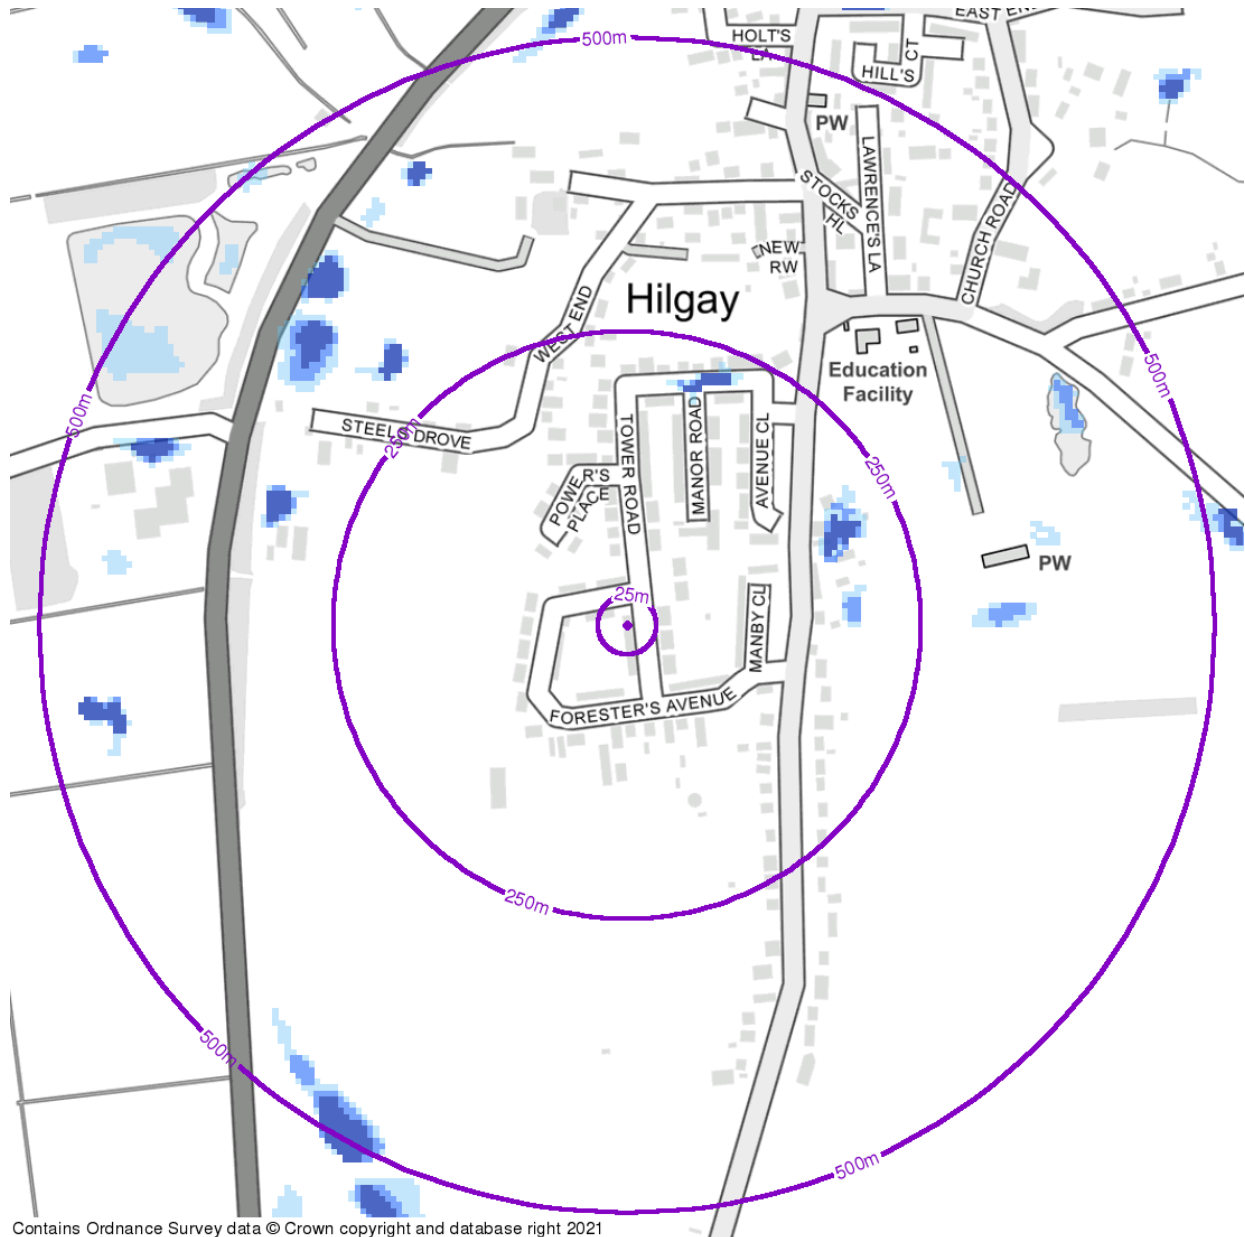 EAST EN
HOLT'S
LA
500m
HILL'S
CT
PW
LAWRENCE'S LA
STOCKS
HL
CHURCH ROAD
NEW
RW
Hilgay
WEST END
Education
Facility
500m
500m
STEELS DROVE
250m
TOWER ROAD
MANOR ROAD
AVENUE CL
250m
POWER'S
PLACE
PW
25m
MANBY CL
FORESTER'S AVENUE
250m
500m
500m
Contains Ordnance Survey data © Crown copyright and database right 2021